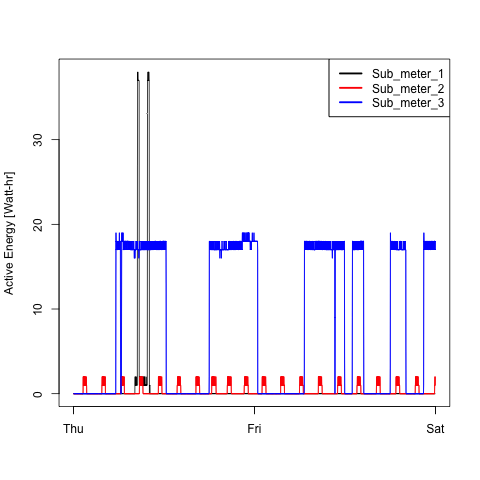 Sub_meter_1
Sub_meter_2
Sub_meter_3
Active Energy [Watt-hr]
30
20
10
0
Thu Fri Sat